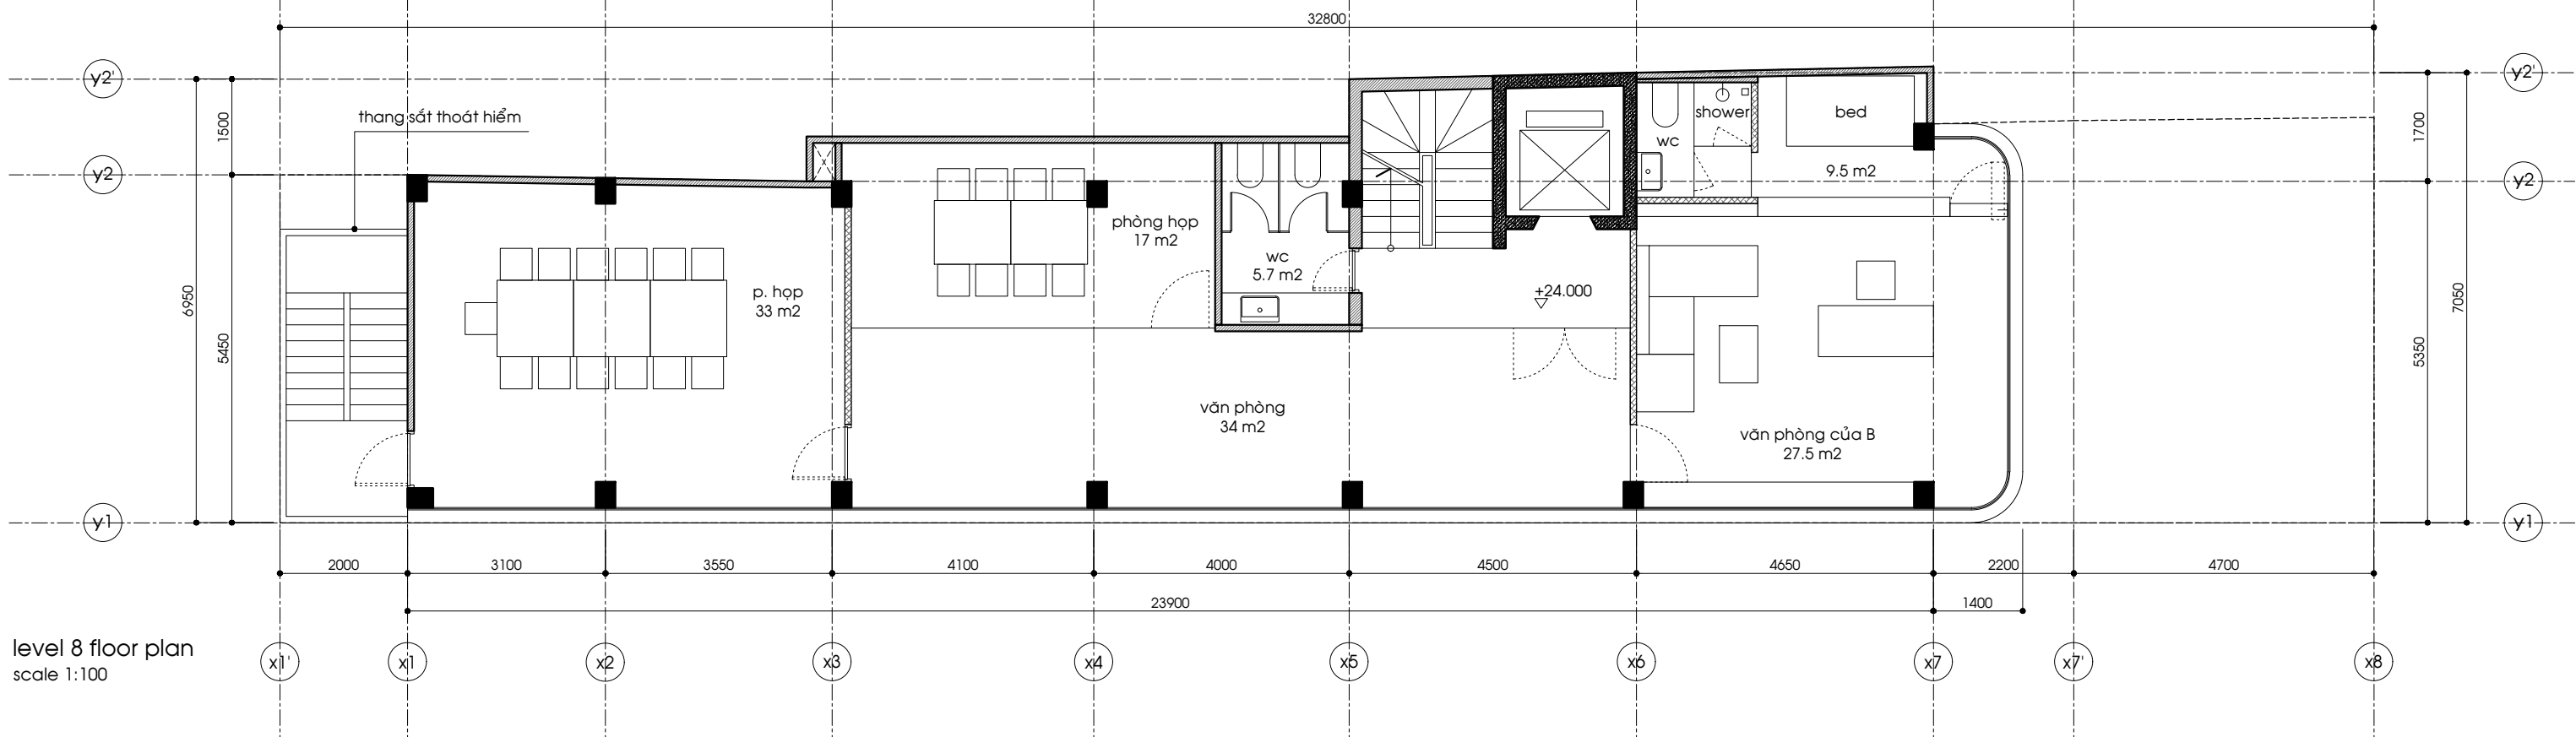 32800
y2'
y2'
thang sắt thoát hiểm
1500
shower
bed
wc
1700
9.5 m2
y2
y2
phòng họp
17 m2
wc
5.7 m2
p. họp
33 m2
+24.000
6950
7050
5450
5350
văn phòng
34 m2
văn phòng của B
27.5 m2
y1
y1
2000
3100
3550
4100
4000
4500
4650
2200
4700
23900
1400
level 8 floor plan
scale 1:100
x1'
x1
x2
x3
x4
x5
x6
x7
x7'
x8